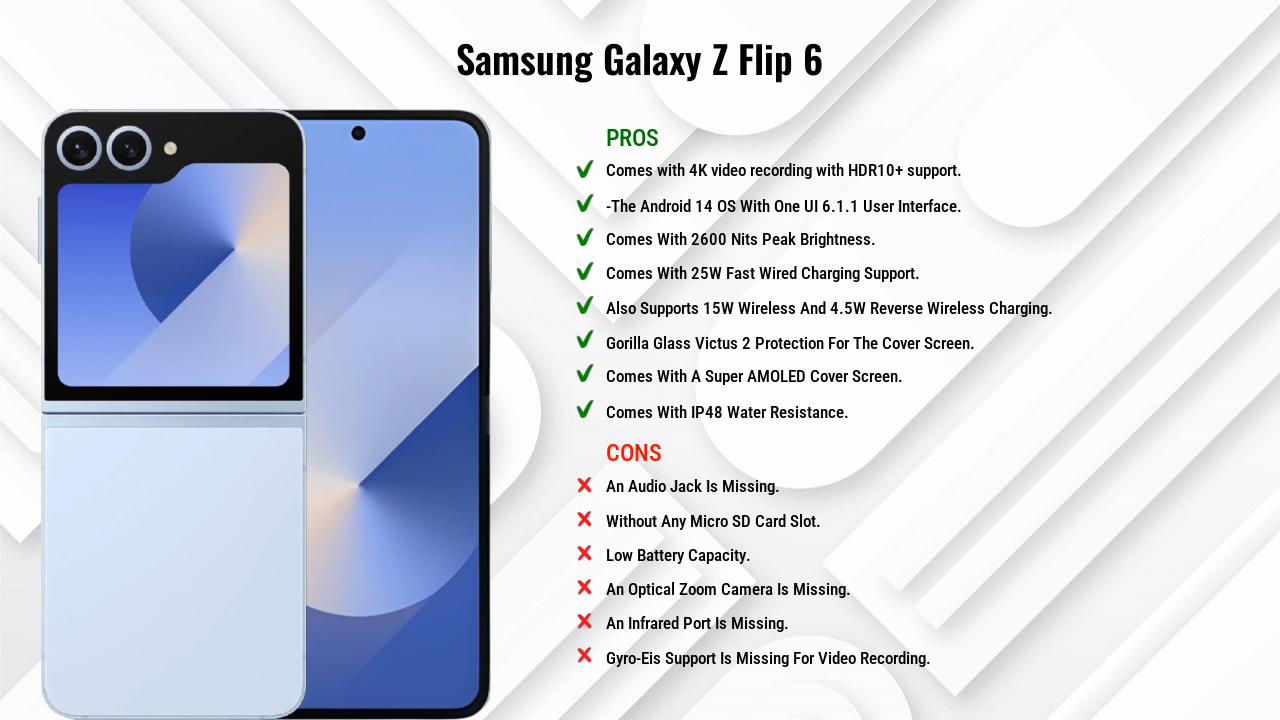 Samsung Galaxy Z Flip 6
PROS
Comes with 4K video recording with HDR10+ support.
-The Android 14 OS With One UI 6.1.1 User Interface.
Comes With 2600 Nits Peak Brightness.
Comes With 25W Fast Wired Charging Support.
Also Supports 15W Wireless And 4.5W Reverse Wireless Charging.
Gorilla Glass Victus 2 Protection For The Cover Screen.
Comes With A Super AMOLED Cover Screen.
Comes With IP48 Water Resistance.
CONS
An Audio Jack Is Missing.
Without Any Micro SD Card Slot.
Low Battery Capacity.
An Optical Zoom Camera Is Missing.
An Infrared Port Is Missing.
Gyro-Eis Support Is Missing For Video Recording.